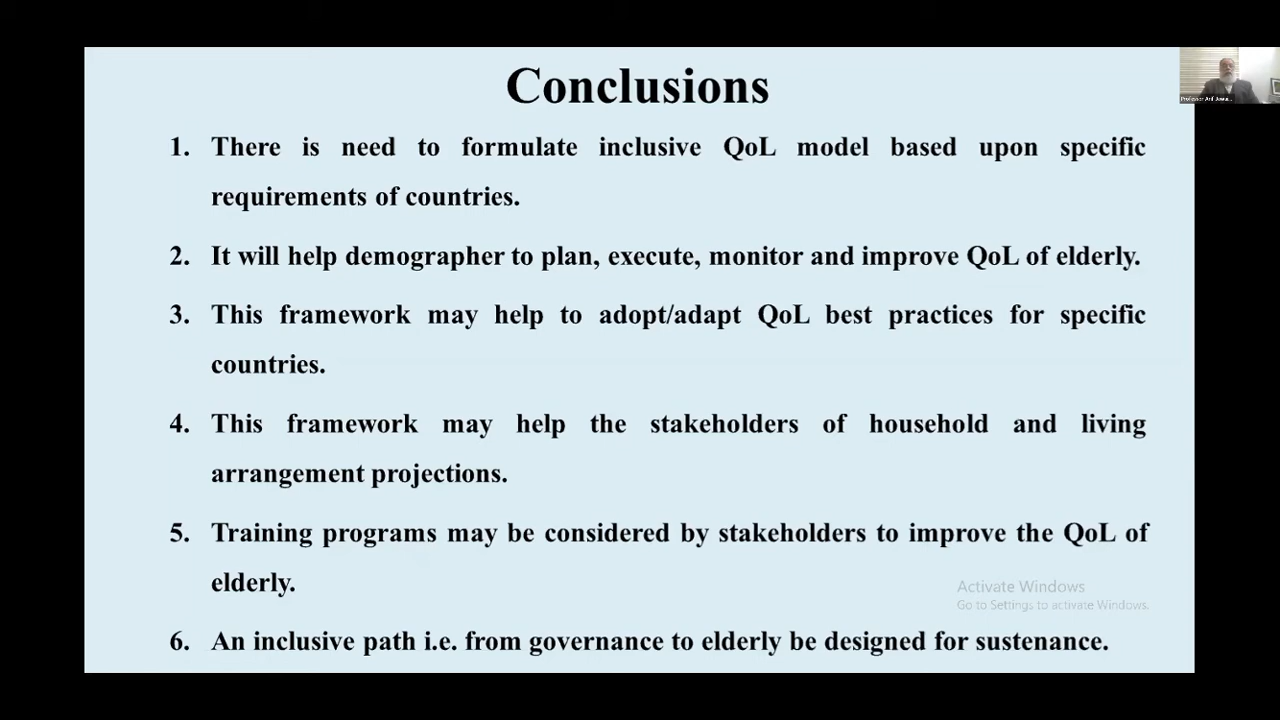 Conclusions
1. There is need to formulate inclusive QoL model based upon specific
requirements of countries.
2. It will help demographer to plan, execute, monitor and improve QoL of elderly.
3. This framework may help to adopt/adapt QoL best practices for specific
countries.
4. This framework may help the stakeholders of household and living
arrangement projections.
5. Training programs may be considered by stakeholders to improve the QoL of
elderly.
6. An inclusive path i.e. from governance to elderly be designed for sustenance.
Activate Windows
Go to Settings to activate Windows.
Professor Arif